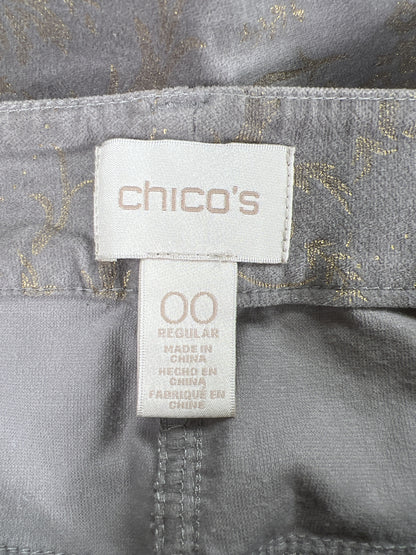 chico's
00
REGULAR
MADE IN
CHINA
HECHO EN
CHINA
FABRIQUÉ EN
CHINE